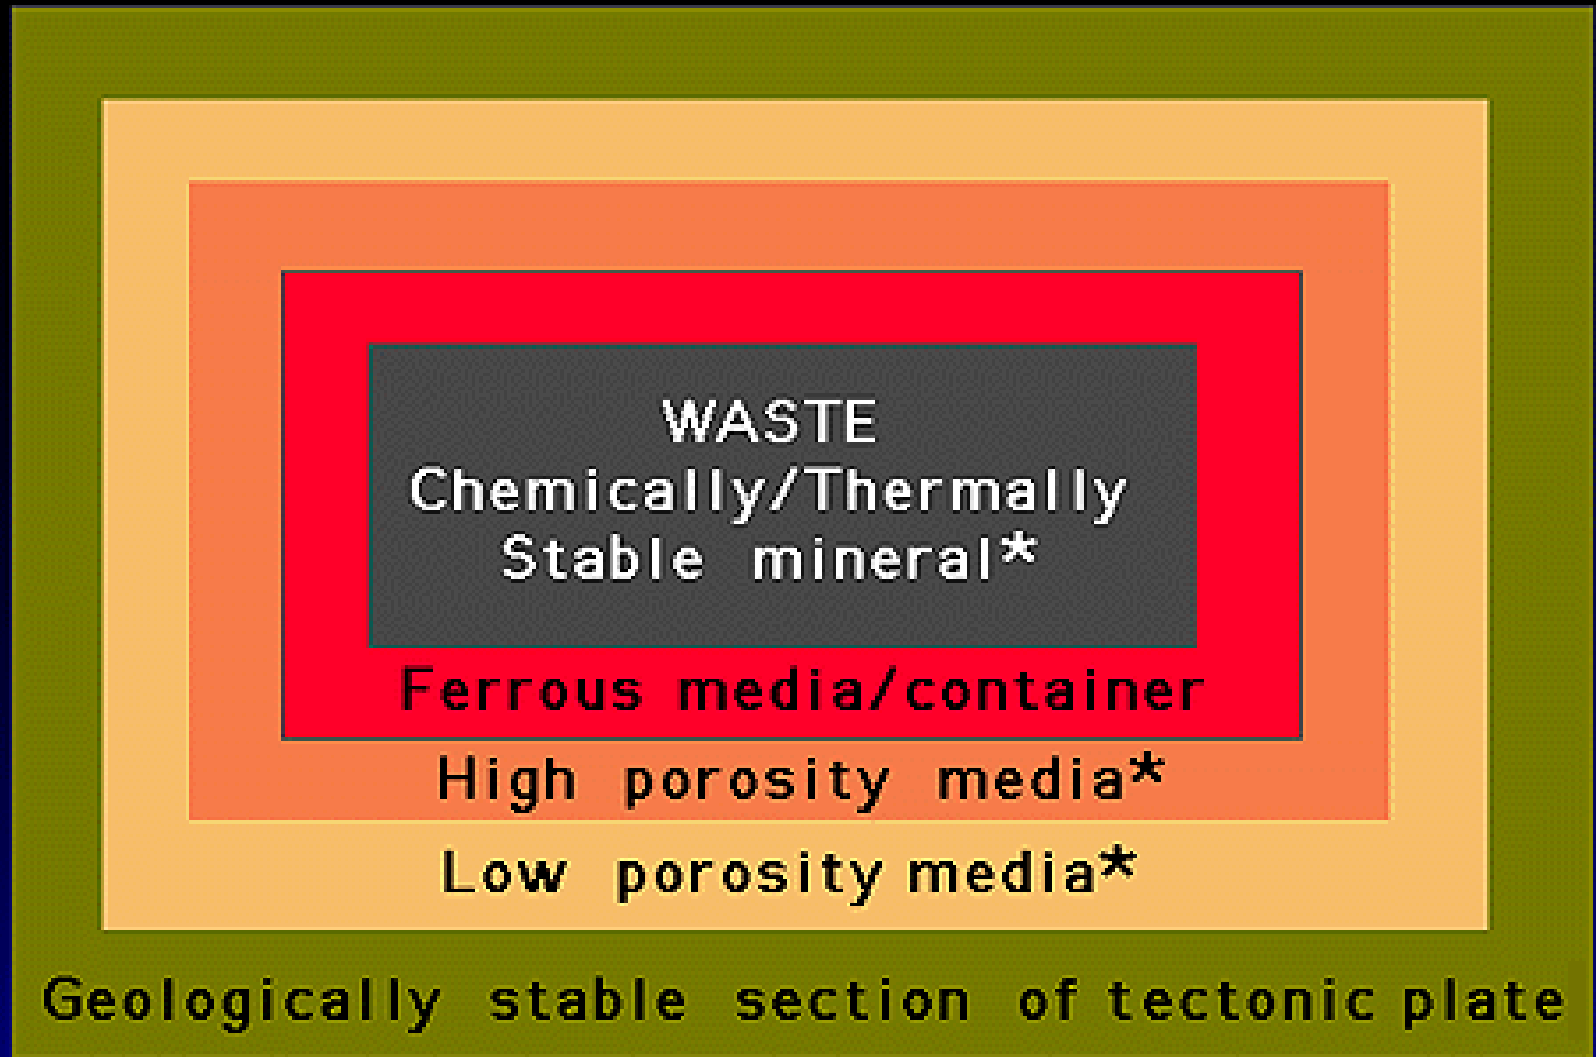 WASTE
Chemically/Thermally
Stable mineral*
Ferrous media/container
High porosity media*
Low porosity media*
Geologically stable section of tectonic plate